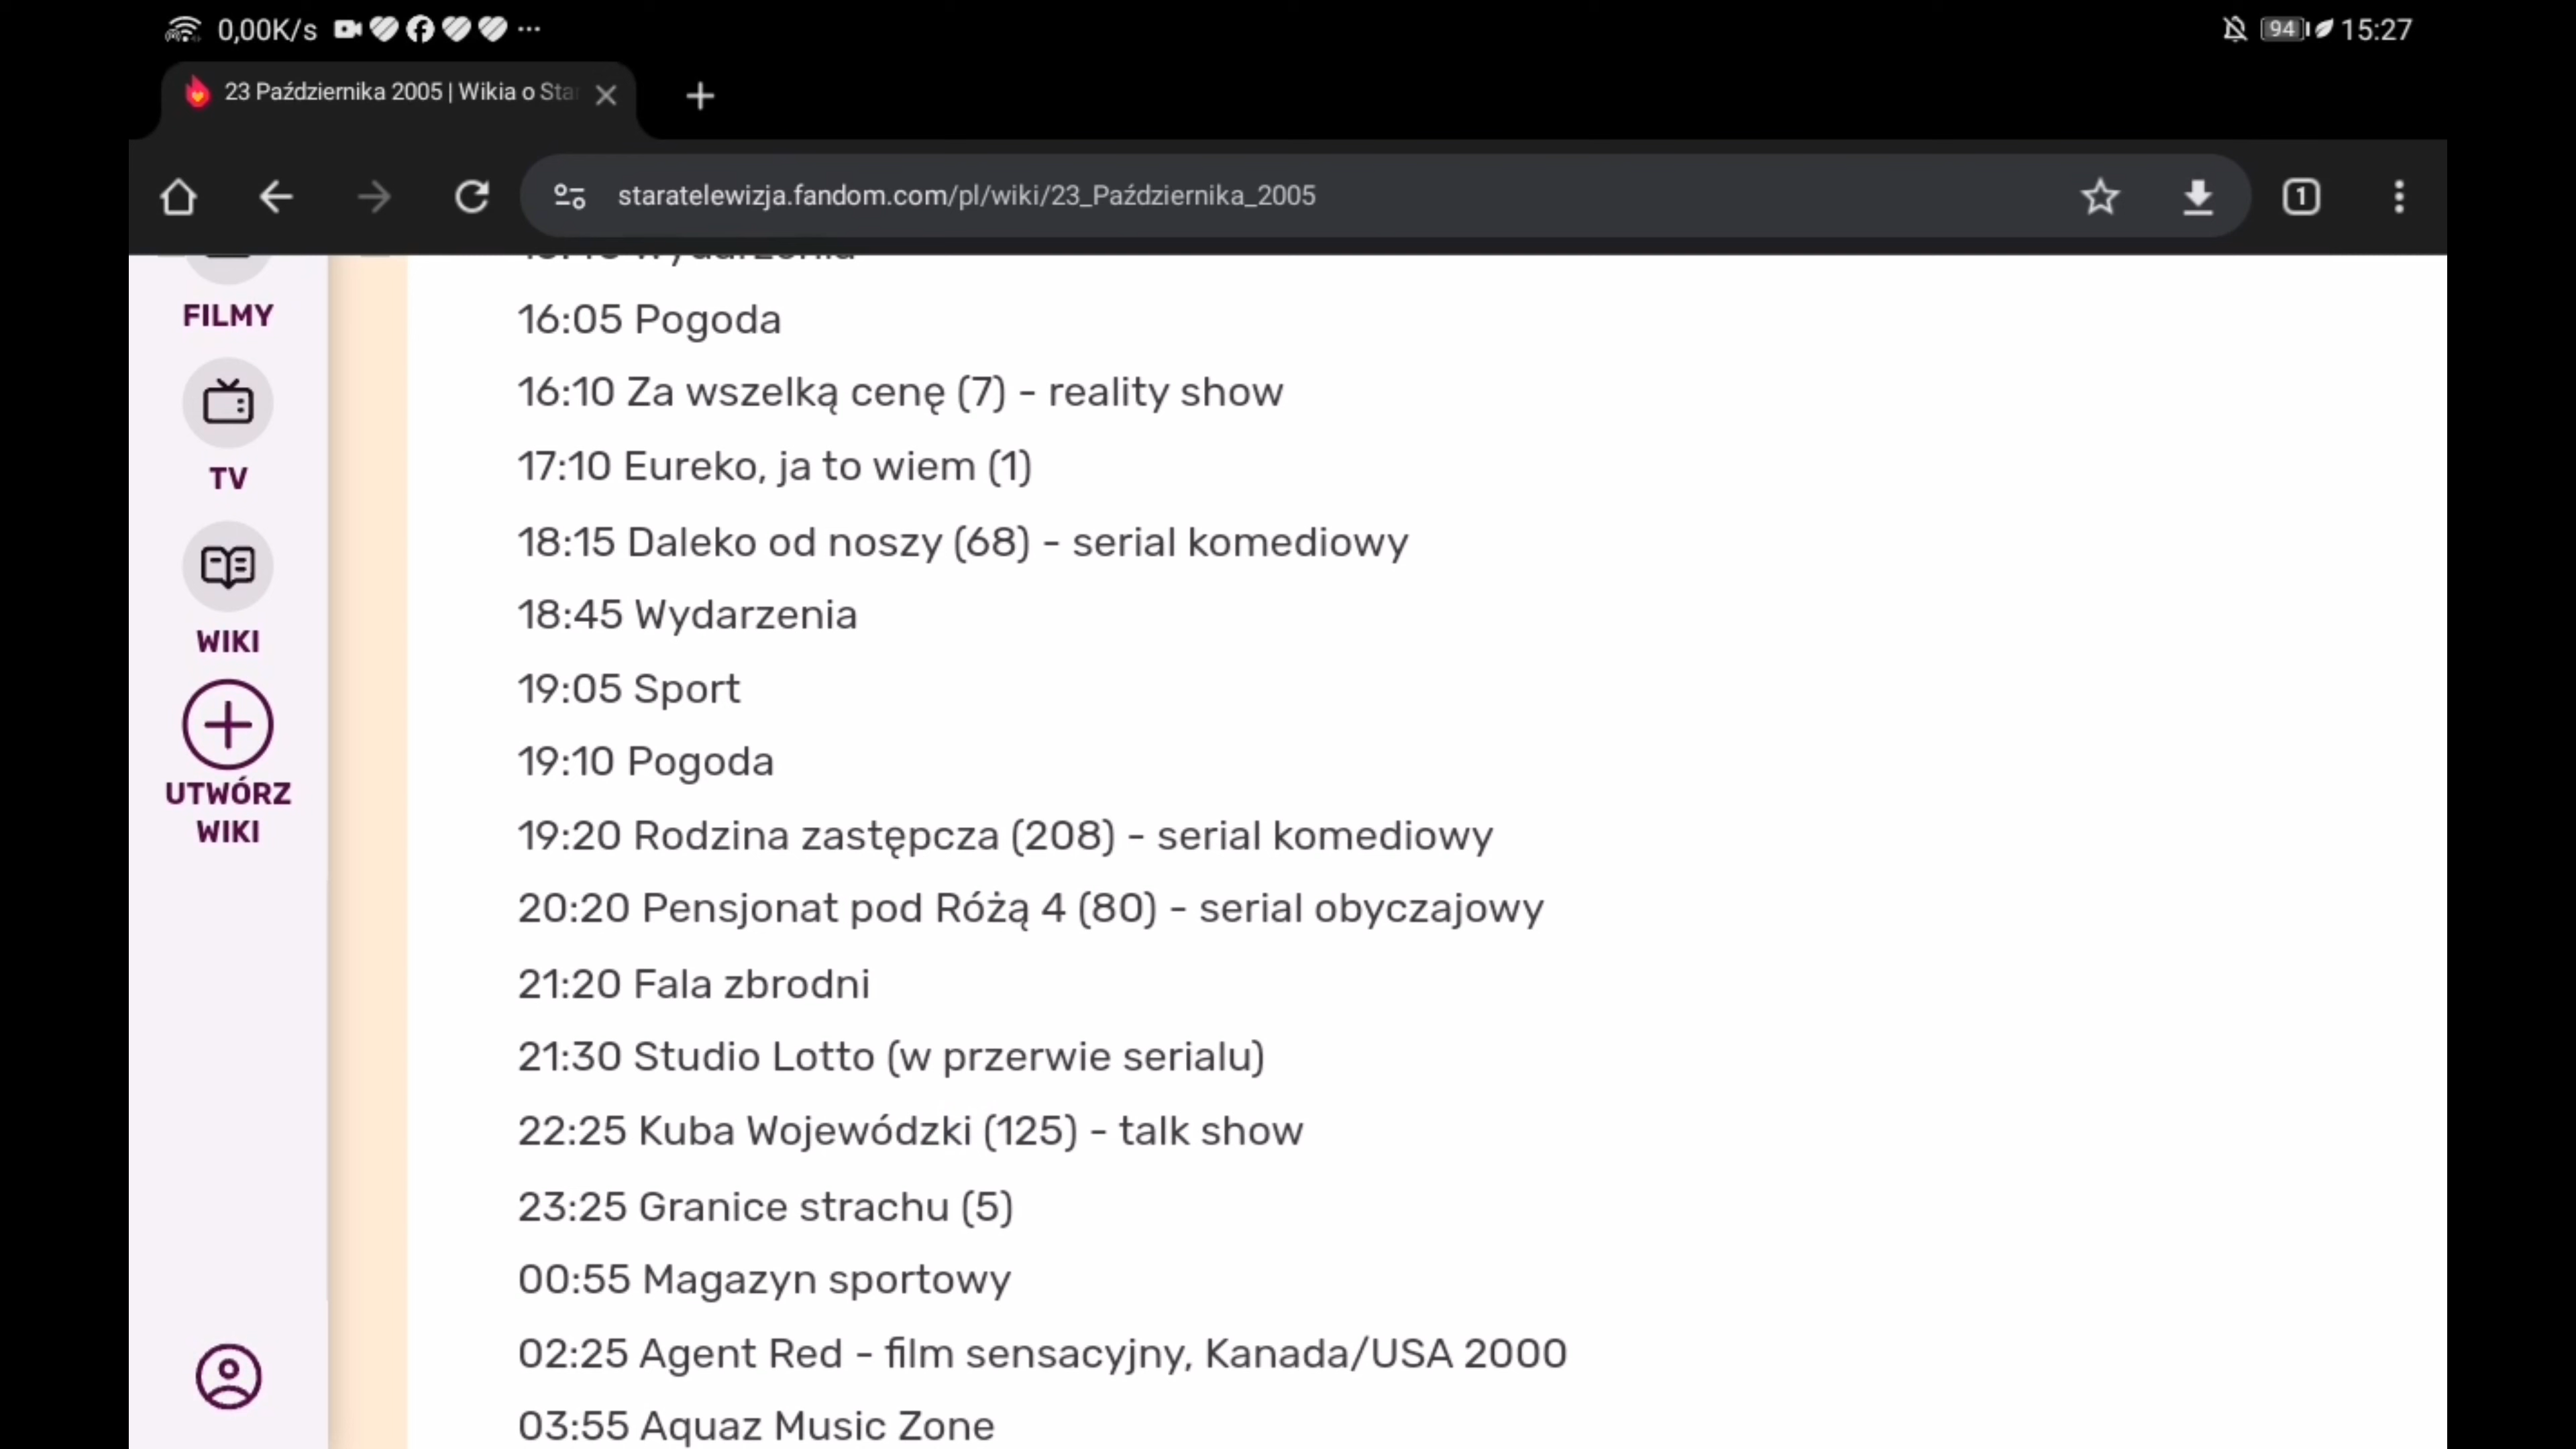 0,00K/s
94
15:27
23 Października 2005 | Wikia o Star
staratelewizja.fandom.com/pl/wiki/23_Października_2005
1
FILMY
TV
WIKI
UTWÓRZ
WIKI
16:05 Pogoda
16:10 Za wszelką cenę (7) - reality show
17:10 Eureko, ja to wiem (1)
18:15 Daleko od noszy (68) - serial komediowy
18:45 Wydarzenia
19:05 Sport
19:10 Pogoda
19:20 Rodzina zastępcza (208) - serial komediowy
20:20 Pensjonat pod Różą 4 (80) - serial obyczajowy
21:20 Fala zbrodni
21:30 Studio Lotto (w przerwie serialu)
22:25 Kuba Wojewódzki (125) - talk show
23:25 Granice strachu (5)
00:55 Magazyn sportowy
02:25 Agent Red - film sensacyjny, Kanada/USA 2000
03:55 Aquaz Music Zone